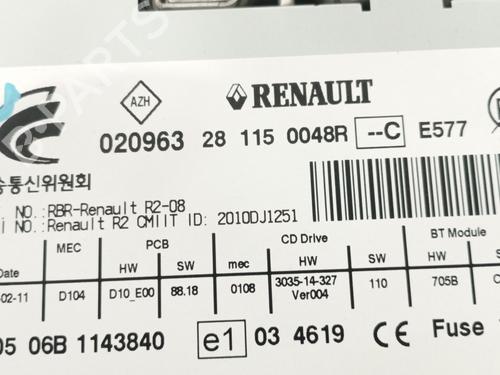 AZH
RENAULT
020963 28 115 0048R --C E577
송통신위원회
NO.:RBR-Renault R2-08
NO.:Renault R2 CMIIT ID: 2010DJ1251
MEC PCB CD Drive BT Module
Date HW SW mec HW SW HW
-02-11 D104 D10_E00 88.18 0108 3035-14-327 Ver004 110 705B
05 06B 1143840 e1 03 4619 CE Fuse